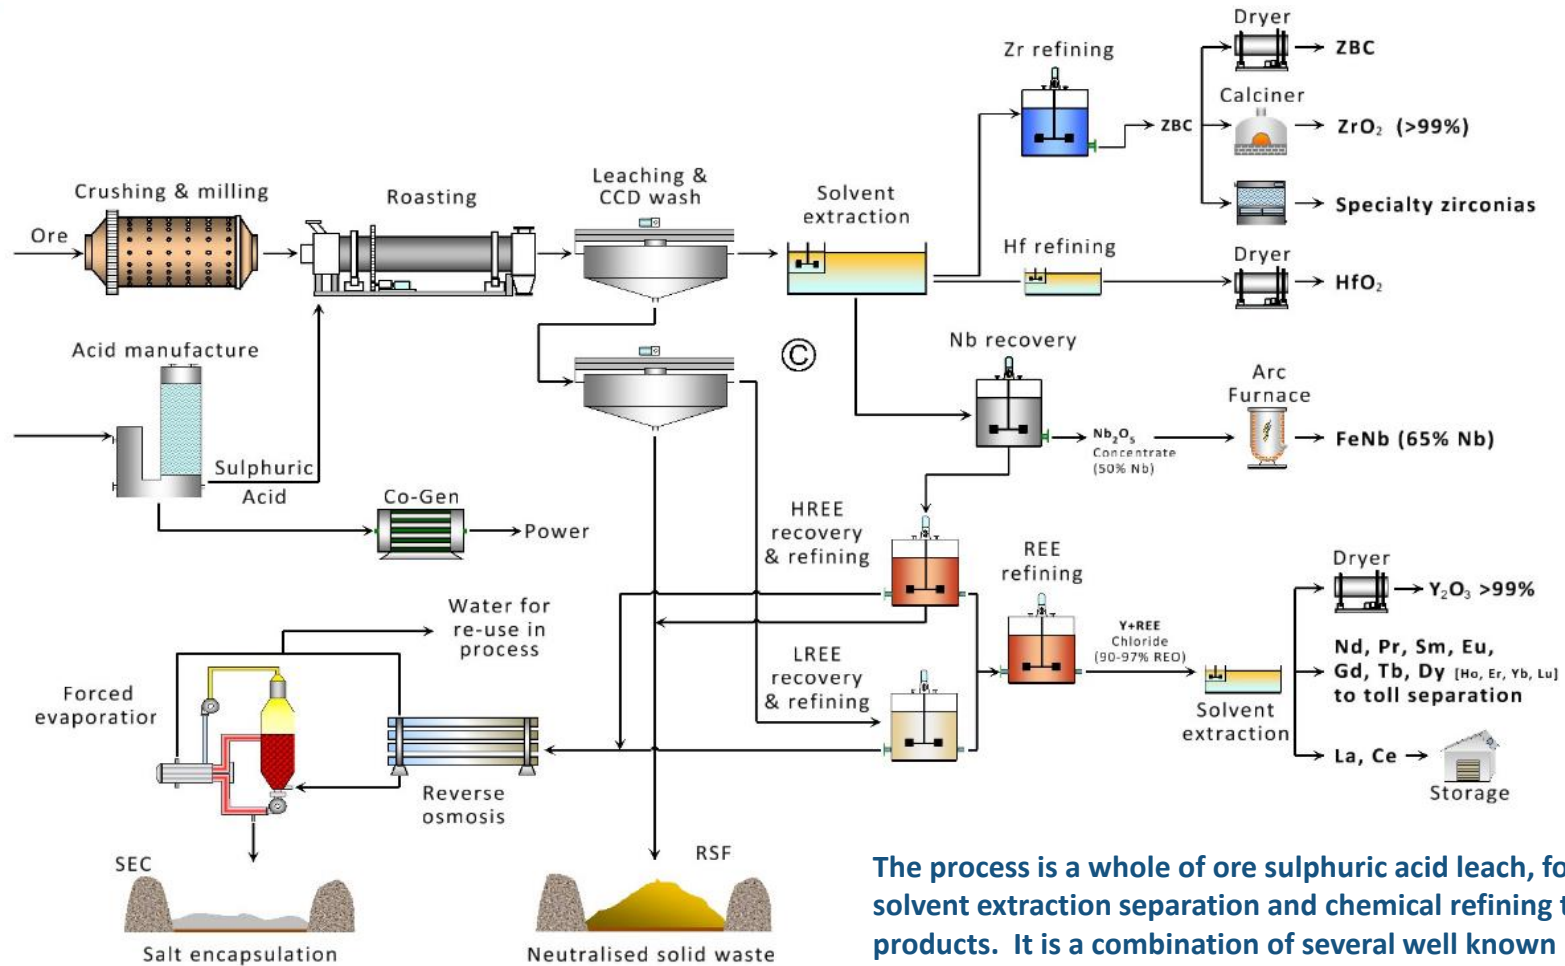 Dryer
ZBC
Zr refining
Calciner
ZBC
ZrO₂ (>99%)
Specialty zirconias
Crushing & milling
Roasting
Leaching &
CCD wash
Solvent
extraction
Ore
Hf refining
Dryer
HfO₂
Acid manufacture
©
Nb recovery
Arc
Furnace
Nb₂O₅
Concentrate
(50% Nb)
FeNb (65% Nb)
Sulphuric
Acid
Co-Gen
Power
HREE
recovery
& refining
REE
refining
Dryer
Y₂O₃ >99%
Water for
re-use in
process
Y+REE
Chloride
(90-97% REO)
LREE
recovery
& refining
Nd, Pr, Sm, Eu,
Gd, Tb, Dy [Ho, Er, Yb, Lu]
to toll separation
Forced
evaporatior
Solvent
extraction
La, Ce
Storage
Reverse
osmosis
SEC
RSF
Salt encapsulation
Neutralised solid waste
The process is a whole of ore sulphuric acid leach, fo
solvent extraction separation and chemical refining t
products. It is a combination of several well known